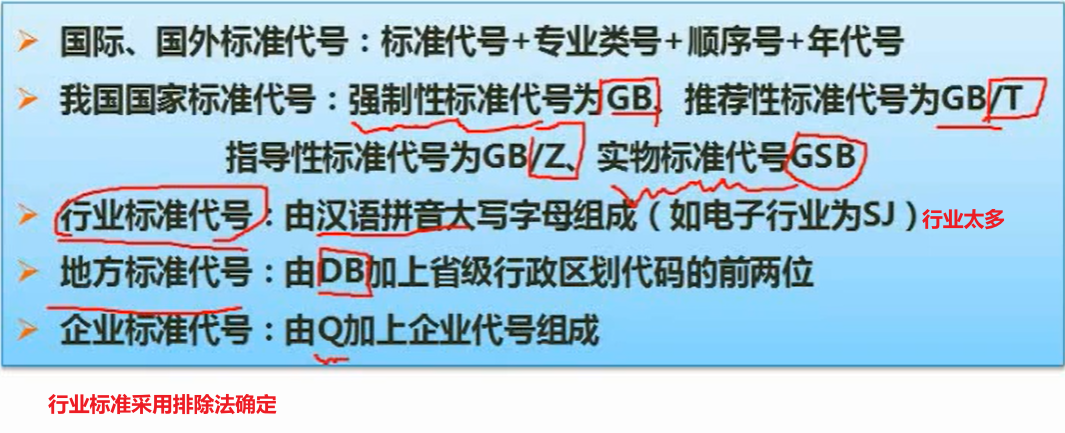 国际、国外标准代号：标准代号+专业类号+顺序号+年代号
我国国家标准代号：强制性标准代号为GB、推荐性标准代号为GB/T
指导性标准代号为GB/Z、实物标准代号GSB
行业标准代号：由汉语拼音大写字母组成（如电子行业为SJ）行业太多
地方标准代号：由DB加上省级行政区划代码的前两位
企业标准代号：由Q加上企业代号组成
行业标准采用排除法确定